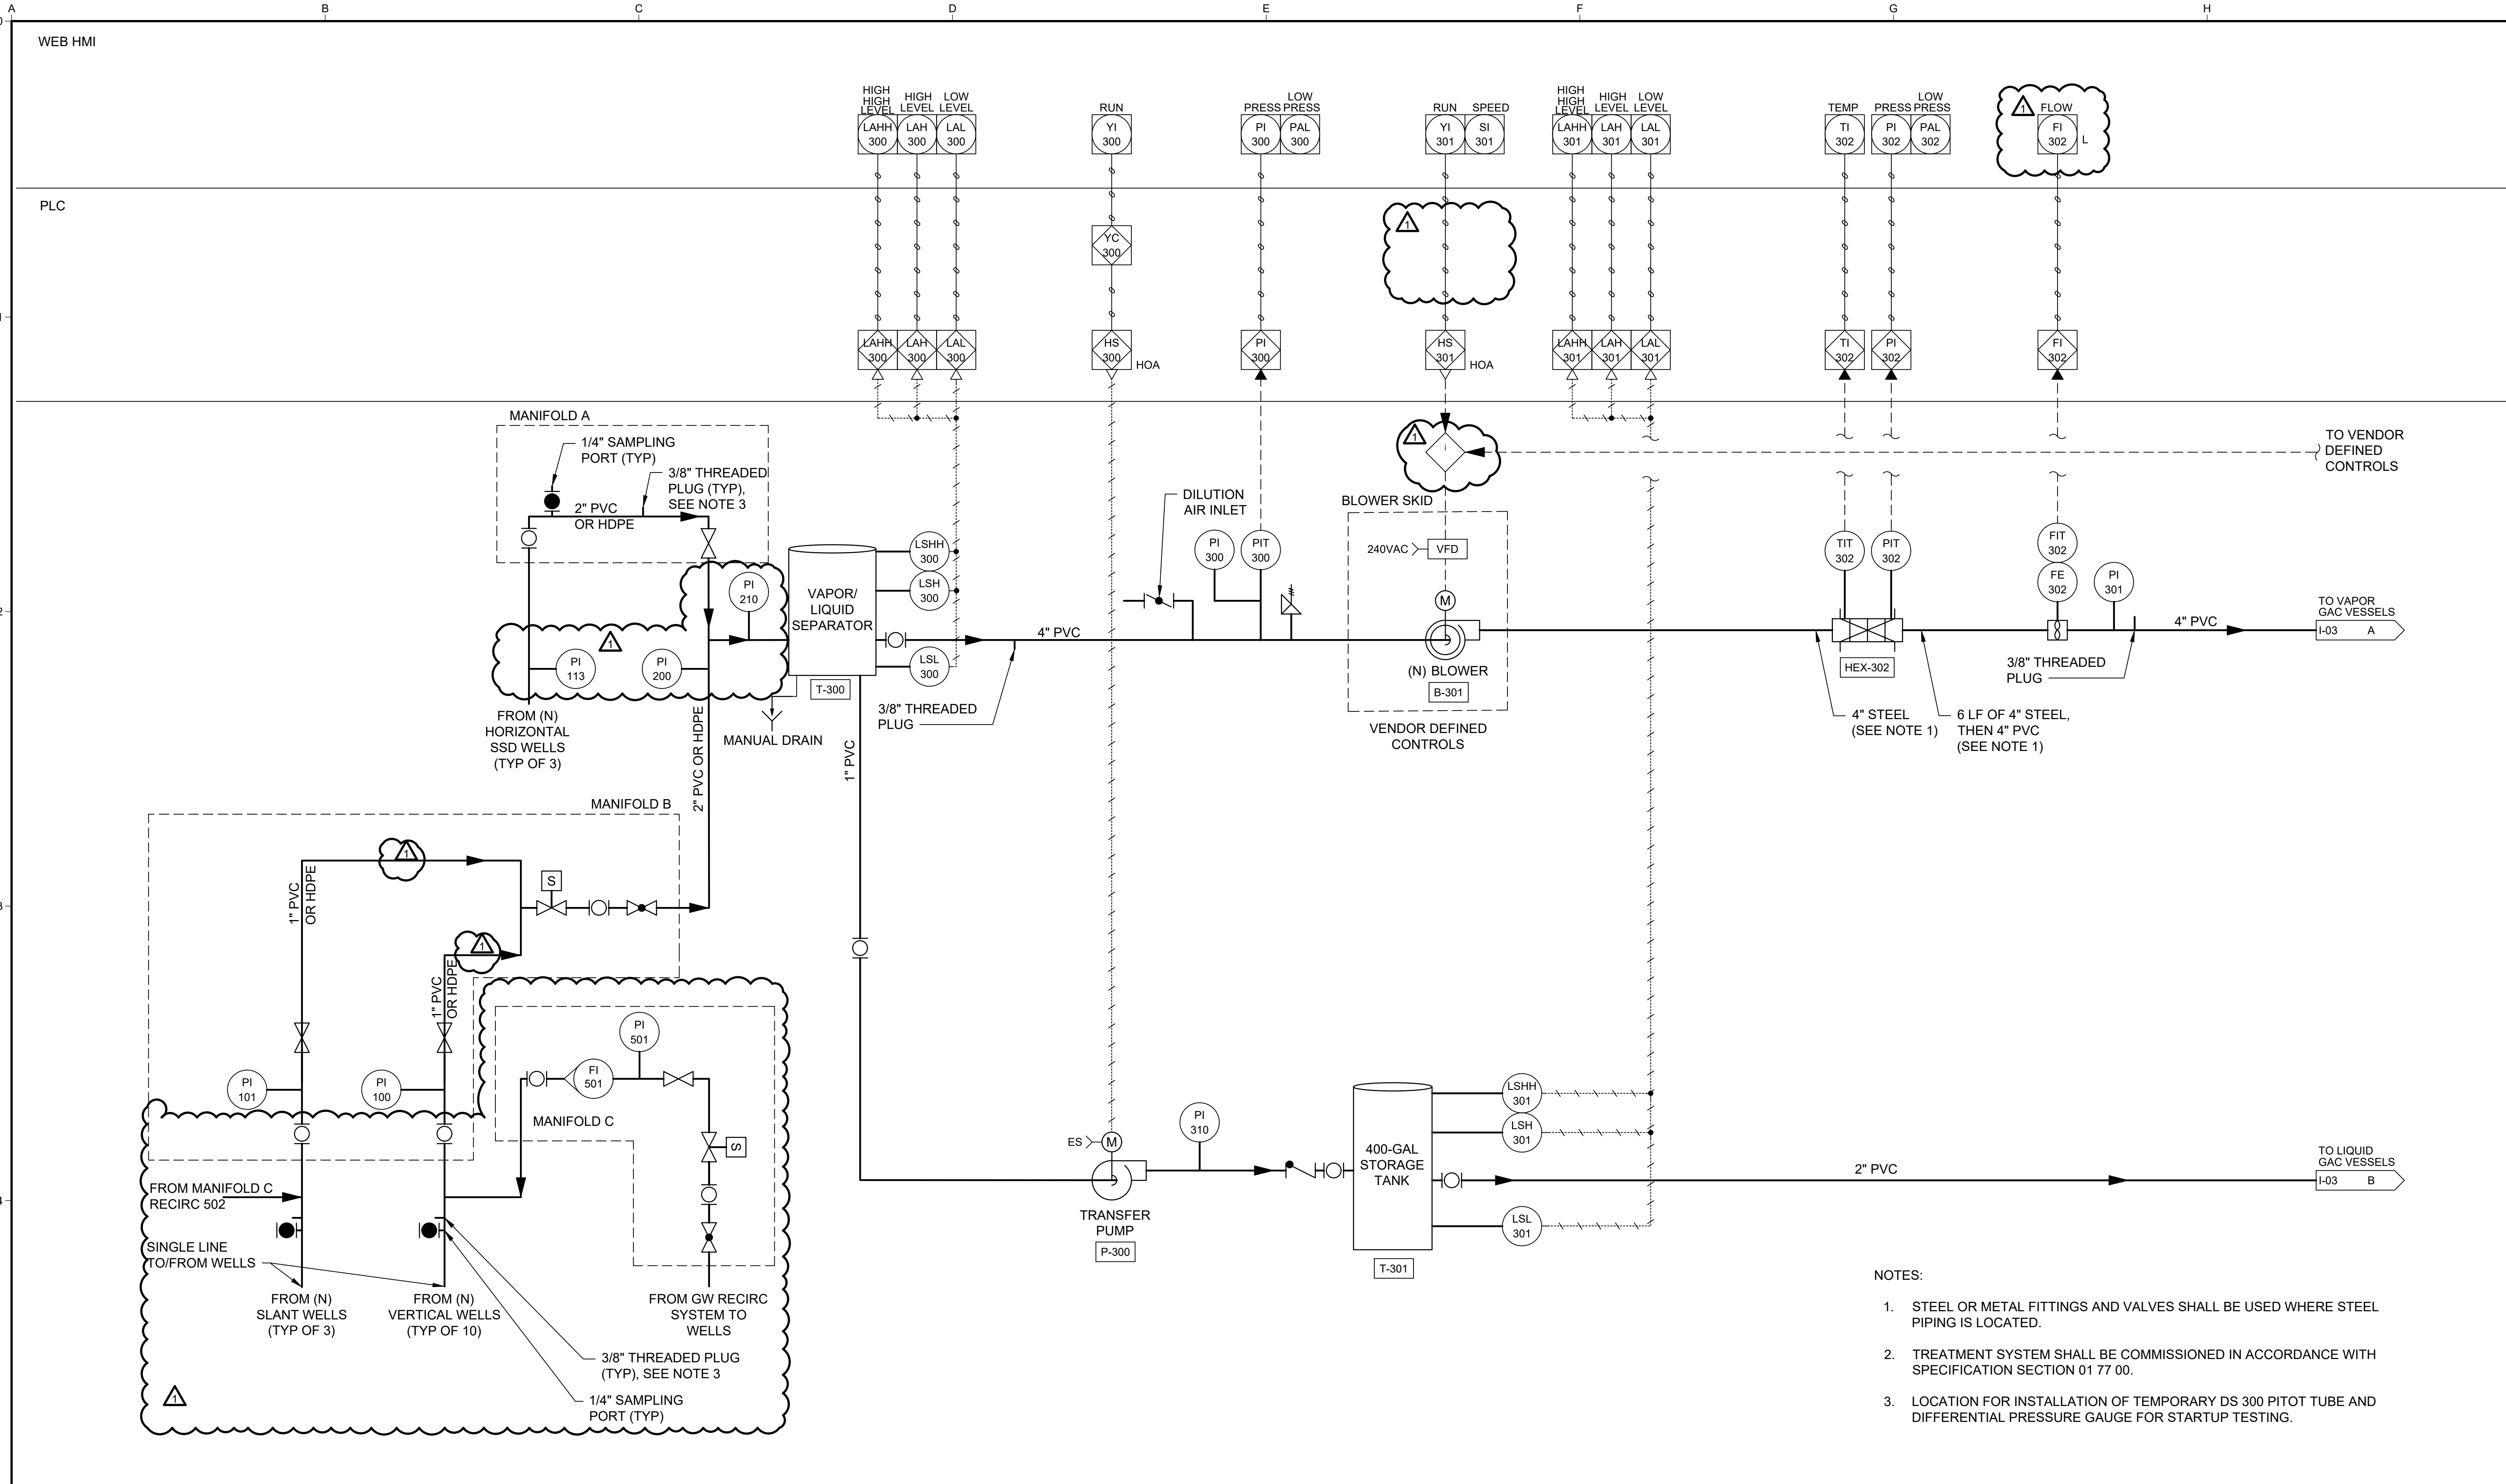 A
B
C
D
E
F
G
H
1
2
3
4
WEB HMI
HIGH
HIGH
LEVEL
HIGH
LEVEL
LOW
LEVEL
LAHH
300
LAH
300
LAL
300
RUN
YI
300
PRESS
LOW
PRESS
PI
300
PAL
300
RUN
SPEED
YI
301
SI
301
HIGH
HIGH
LEVEL
HIGH
LEVEL
LOW
LEVEL
LAHH
301
LAH
301
LAL
301
TEMP
TI
302
PRESS
LOW
PRESS
PI
302
PAL
302
1
FLOW
FI
302
L
PLC
YC
300
1
LAHH
300
LAH
300
LAL
300
HS
300
HOA
PI
300
HS
301
HOA
LAHH
301
LAH
301
LAL
301
TI
302
PI
302
FI
302
MANIFOLD A
1/4" SAMPLING
PORT (TYP)
3/8" THREADED
PLUG (TYP),
SEE NOTE 3
2" PVC
OR HDPE
1
i
TO VENDOR
DEFINED
CONTROLS
DILUTION
AIR INLET
BLOWER SKID
240VAC
VFD
M
LSHH
300
LSH
300
LSL
300
VAPOR/
LIQUID
SEPARATOR
T-300
PI
210
PI
113
PI
200
1
PI
300
PIT
300
TIT
302
PIT
302
FIT
302
FE
302
PI
301
4" PVC
4" PVC
TO VAPOR
GAC VESSELS
I-03 A
(N) BLOWER
B-301
VENDOR DEFINED
CONTROLS
HEX-302
3/8" THREADED
PLUG
3/8" THREADED
PLUG
4" STEEL
(SEE NOTE 1)
6 LF OF 4" STEEL,
THEN 4" PVC
(SEE NOTE 1)
FROM (N)
HORIZONTAL
SSD WELLS
(TYP OF 3)
MANUAL DRAIN
2" PVC OR HDPE
1" PVC
MANIFOLD B
1
1" PVC
OR HDPE
S
1
1" PVC
OR HDPE
PI
101
PI
100
PI
501
FI
501
MANIFOLD C
S
FROM MANIFOLD C
RECIRC 502
SINGLE LINE
TO/FROM WELLS
FROM (N)
SLANT WELLS
(TYP OF 3)
FROM (N)
VERTICAL WELLS
(TYP OF 10)
FROM GW RECIRC
SYSTEM TO
WELLS
3/8" THREADED PLUG
(TYP), SEE NOTE 3
1/4" SAMPLING
PORT (TYP)
1
ES
M
PI
310
TRANSFER
PUMP
P-300
400-GAL
STORAGE
TANK
T-301
LSHH
301
LSH
301
LSL
301
2" PVC
TO LIQUID
GAC VESSELS
I-03 B
NOTES:
1. STEEL OR METAL FITTINGS AND VALVES SHALL BE USED WHERE STEEL
PIPING IS LOCATED.
2. TREATMENT SYSTEM SHALL BE COMMISSIONED IN ACCORDANCE WITH
SPECIFICATION SECTION 01 77 00.
3. LOCATION FOR INSTALLATION OF TEMPORARY DS 300 PITOT TUBE AND
DIFFERENTIAL PRESSURE GAUGE FOR STARTUP TESTING.